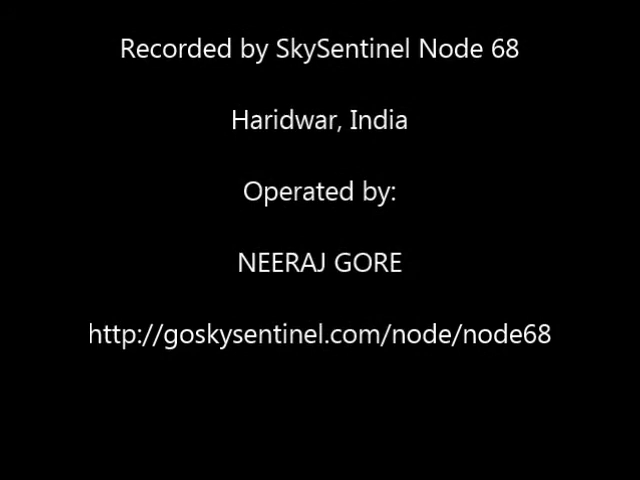 Recorded by SkySentinel Node 68
Haridwar, India
Operated by:
NEERAJ GORE
http://goskysentinel.com/node/node68